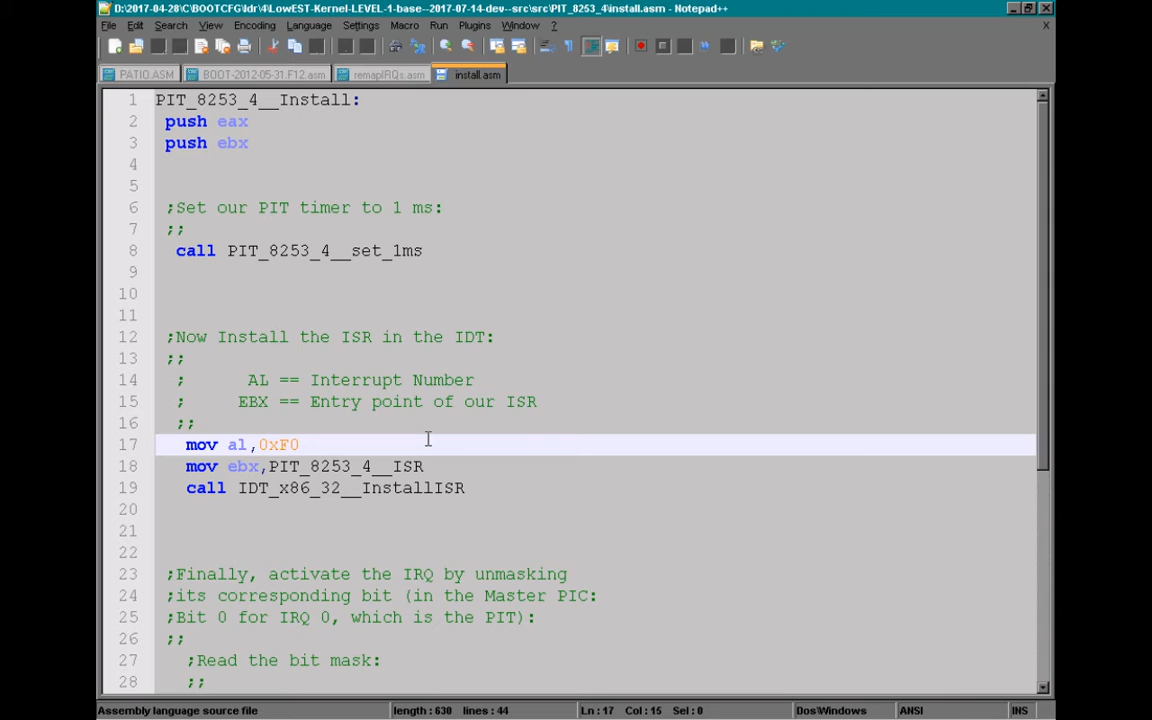 D:\2017-04-28\C\BOOTCFG\ldr\4\LowEST-Kernel-LEVEL-1-base--2017-07-14-dev--src\src\PIT_8253_4\install.asm - Notepad++
File Edit Search View Encoding Language Settings Macro Run Plugins Window ? X
PATIO.ASM BOOT-2012-05-31.F12.asm remapIRQs.asm install.asm
1 PIT_8253_4__Install:
2 push eax
3 push ebx
4
5
6 ;Set our PIT timer to 1 ms:
7 ;;
8 call PIT_8253_4__set_1ms
9
10
11
12 ;Now Install the ISR in the IDT:
13 ;;
14 ; AL == Interrupt Number
15 ; EBX == Entry point of our ISR
16 ;;
17 mov al,0xF0
18 mov ebx,PIT_8253_4__ISR
19 call IDT_x86_32__InstallISR
20
21
22
23 ;Finally, activate the IRQ by unmasking
24 ;its corresponding bit (in the Master PIC:
25 ;Bit 0 for IRQ 0, which is the PIT):
26 ;;
27 ;Read the bit mask:
28 ;;
Assembly language source file length : 630 lines : 44 Ln : 17 Col : 15 Sel : 0 Dos\Windows ANSI INS